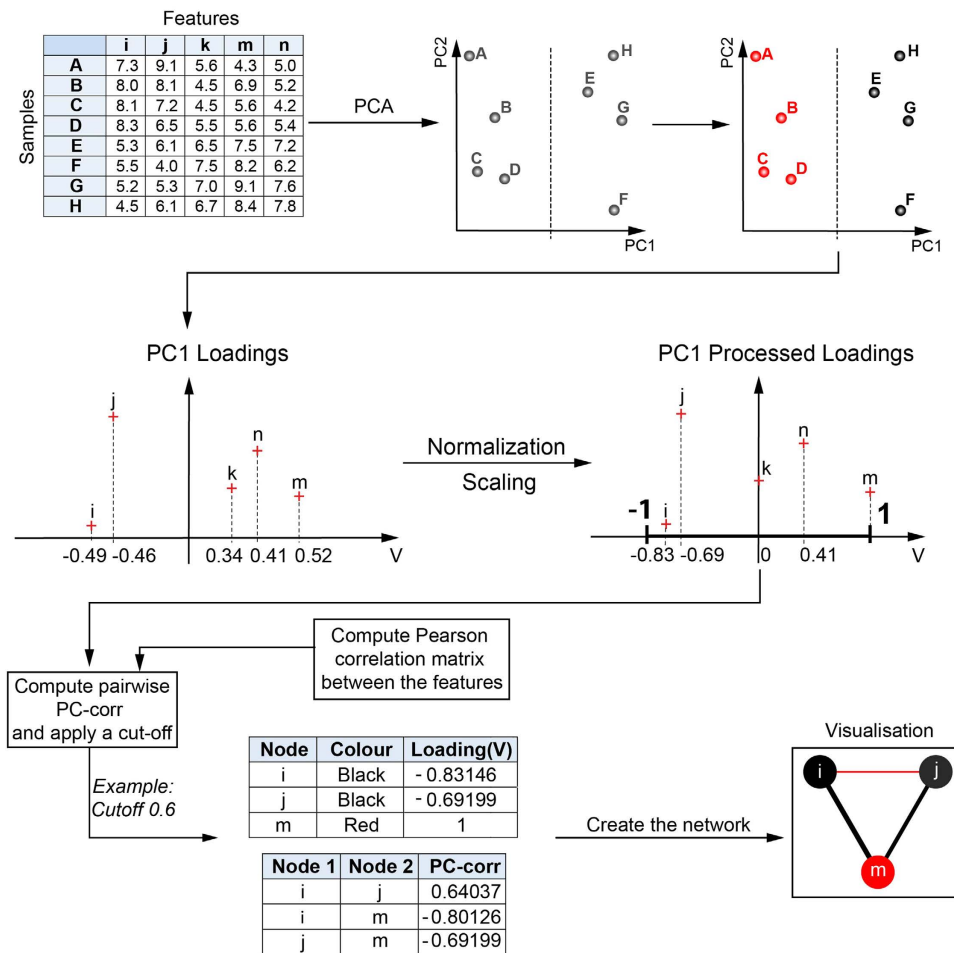 Features
Samples
i j k m n
A 7.3 9.1 5.6 4.3 5.0
B 8.0 8.1 4.5 6.9 5.2
C 8.1 7.2 4.5 5.6 4.2
D 8.3 6.5 5.5 5.6 5.4
E 5.3 6.1 6.5 7.5 7.2
F 5.5 4.0 7.5 8.2 6.2
G 5.2 5.3 7.0 9.1 7.6
H 4.5 6.1 6.7 8.4 7.8
PCA
PC2
A
H
E
B
G
C
D
F
PC1
PC2
A
H
E
B
G
C
D
F
PC1
PC1 Loadings
j
n
k
m
i
-0.49 -0.46 0.34 0.41 0.52 V
Normalization
Scaling
PC1 Processed Loadings
j
n
k
m
-1
i
1
-0.83 -0.69 0 0.41 V
Compute Pearson
correlation matrix
between the features
Compute pairwise
PC-corr
and apply a cut-off
Example:
Cutoff 0.6
Node Colour Loading(V)
i Black -0.83146
j Black -0.69199
m Red 1
Node 1 Node 2 PC-corr
i j 0.64037
i m -0.80126
j m -0.69199
Create the network
Visualisation
i
j
m